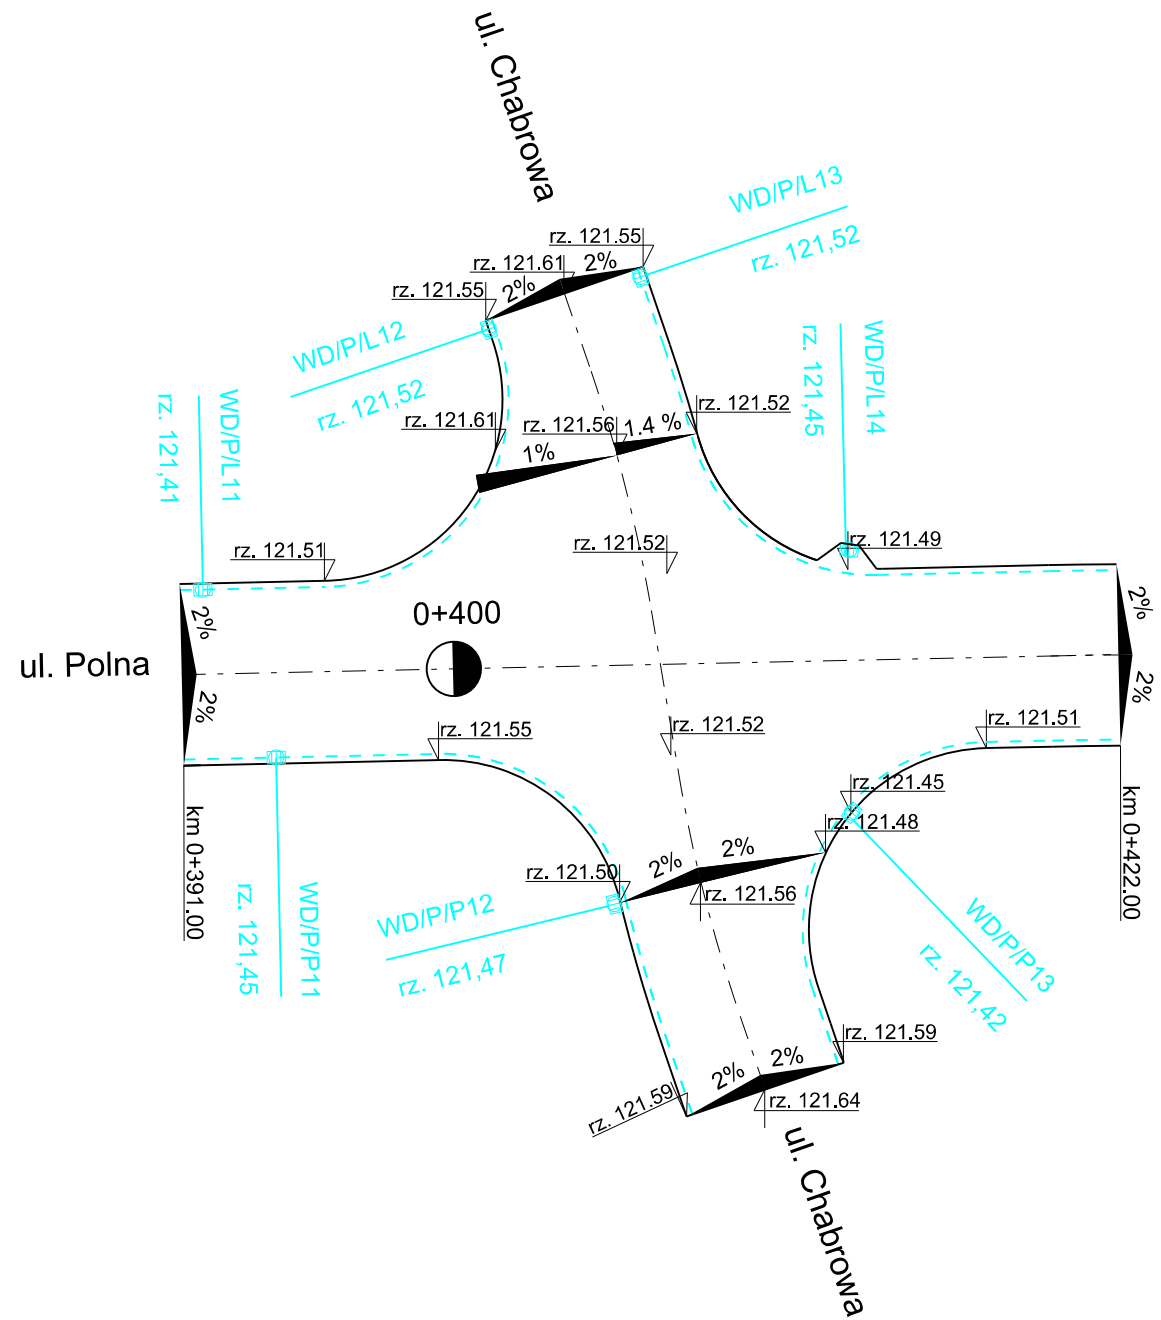 ul. Chabrowa
WD/P/L13
rz. 121,52
rz. 121.55
rz. 121.61
2%
2%
rz. 121.55
WD/P/L12
rz. 121,52
WD/P/L14
rz. 121,45
WD/P/L11
rz. 121,41
rz. 121.52
rz. 121.61
rz. 121.56
1.4 %
1%
rz. 121.51
rz. 121.52
rz. 121.49
2%
2%
0+400
ul. Polna
2%
2%
rz. 121.55
rz. 121.52
rz. 121.51
rz. 121.45
rz. 121.48
km 0+391.00
km 0+422.00
rz. 121.50
2%
2%
rz. 121.56
WD/P/P11
rz. 121,45
WD/P/P12
rz. 121,47
WD/P/P13
rz. 121,42
rz. 121.59
2%
2%
rz. 121.59
rz. 121.64
ul. Chabrowa